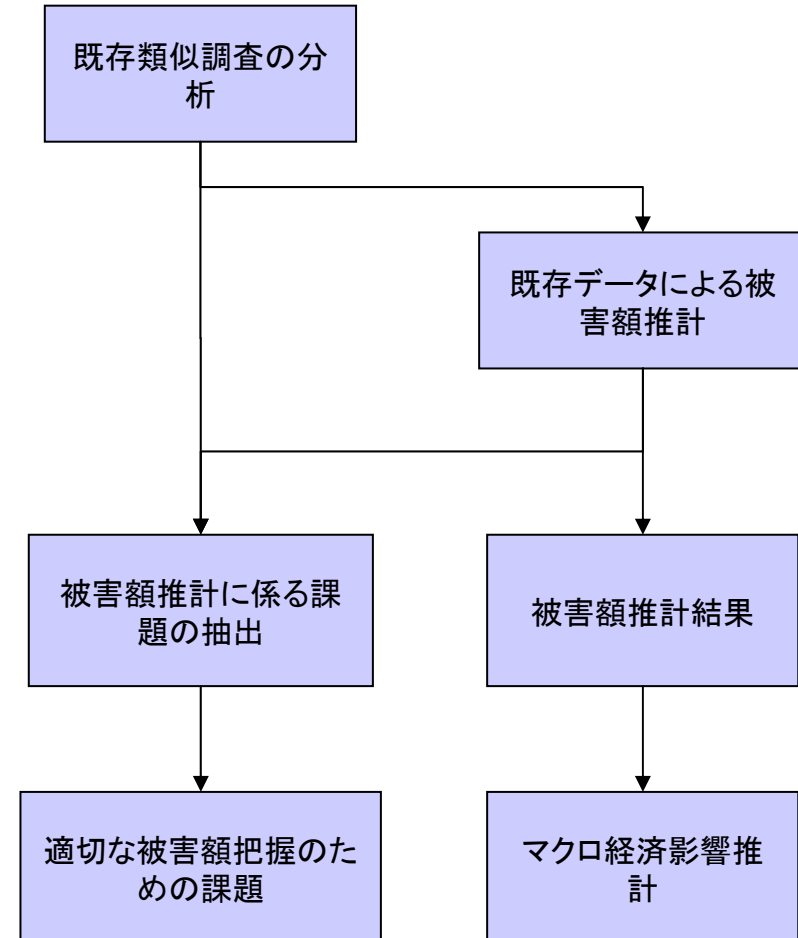 既存類似調査の分
析
既存データによる被
害額推計
被害額推計に係る課
題の抽出
被害額推計結果
適切な被害額把握のた
めの課題
マクロ経済影響推
計